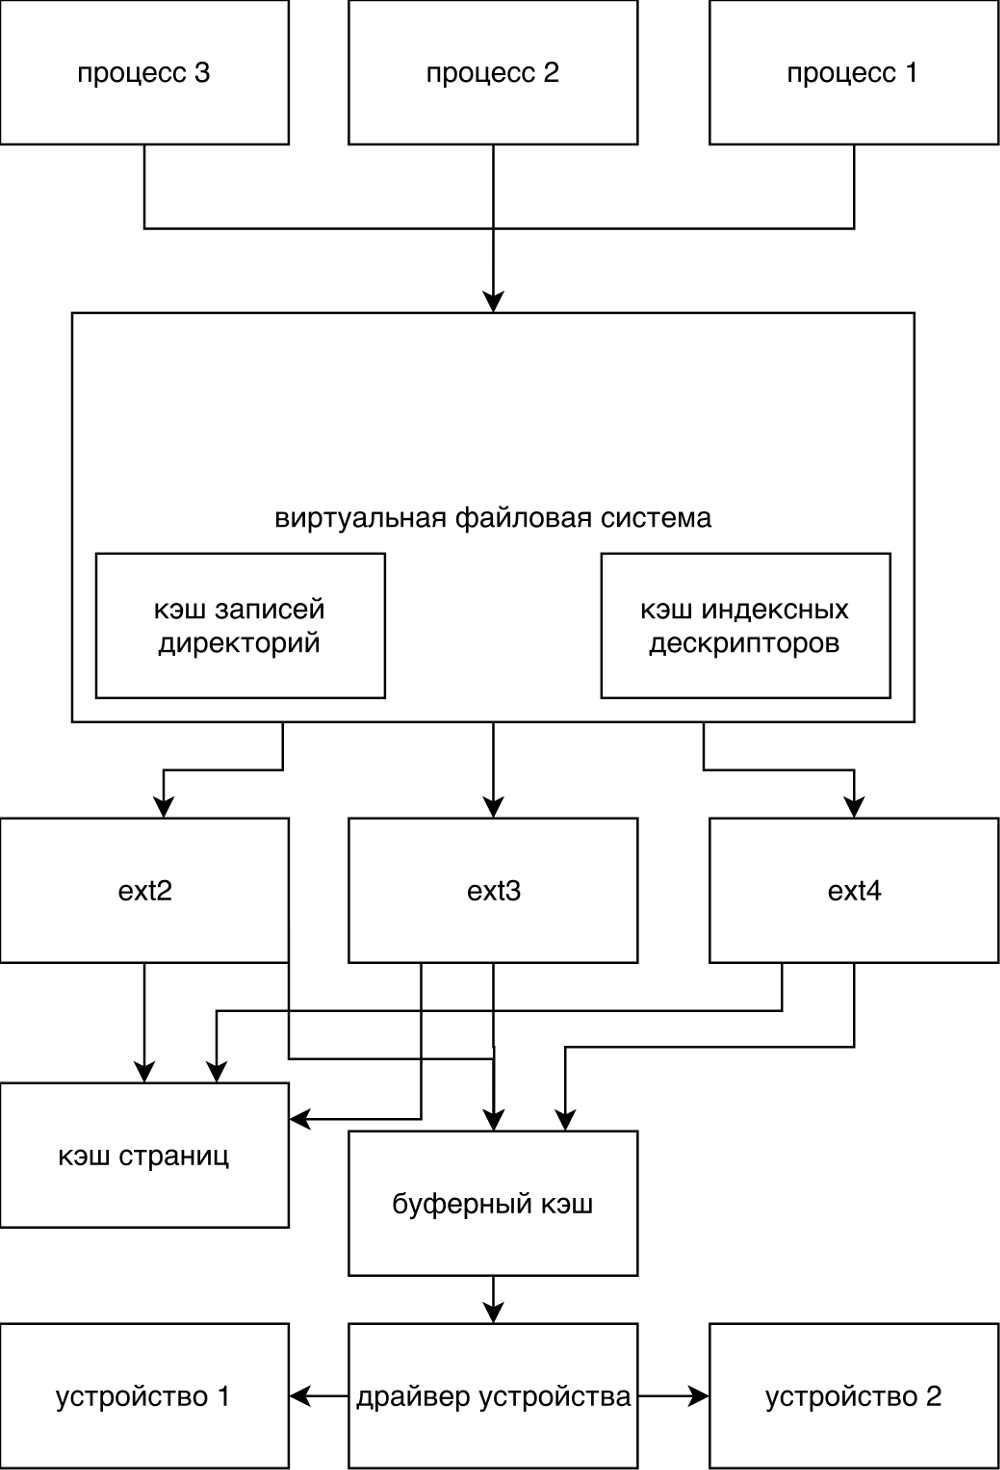 процесс 3
процесс 2
процесс 1
виртуальная файловая система
кэш записей
директорий
кэш индексных
дескрипторов
ext2
ext3
ext4
кэш страниц
буферный кэш
устройство 1
драйвер устройства
устройство 2